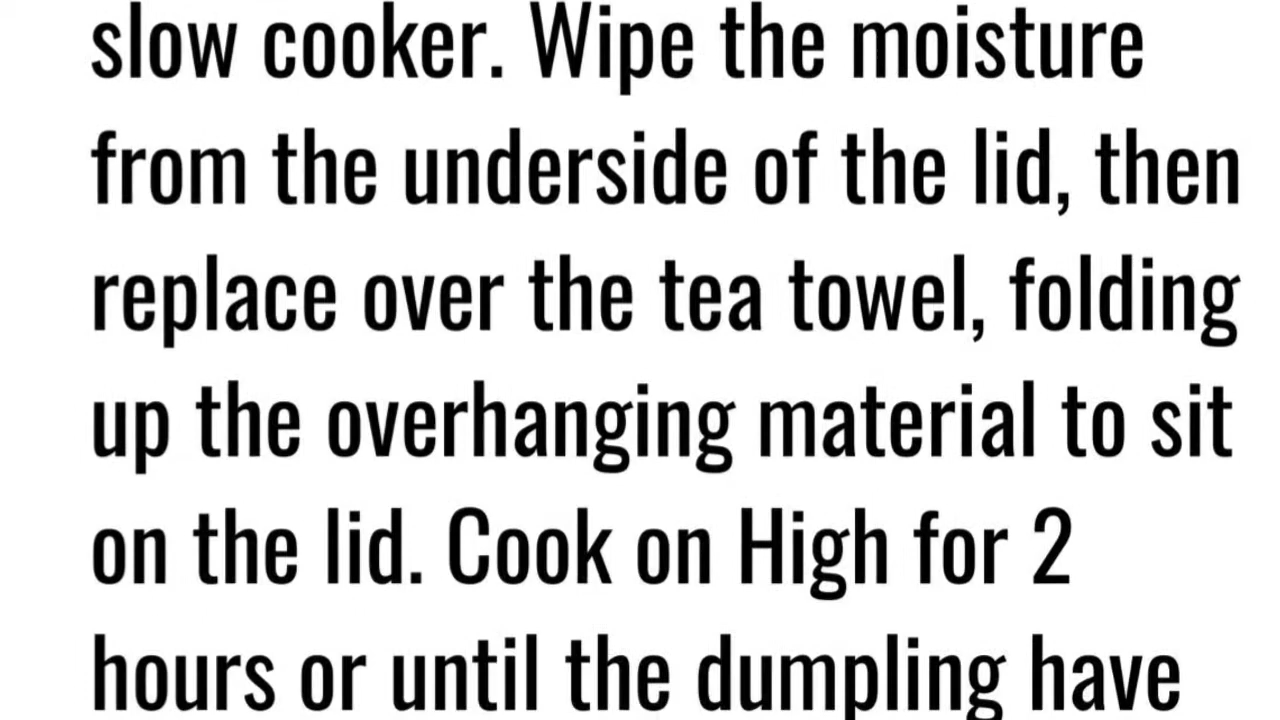 slow cooker. Wipe the moisture
from the underside of the lid, then
replace over the tea towel, folding
up the overhanging material to sit
on the lid. Cook on High for 2
hours or until the dumpling have